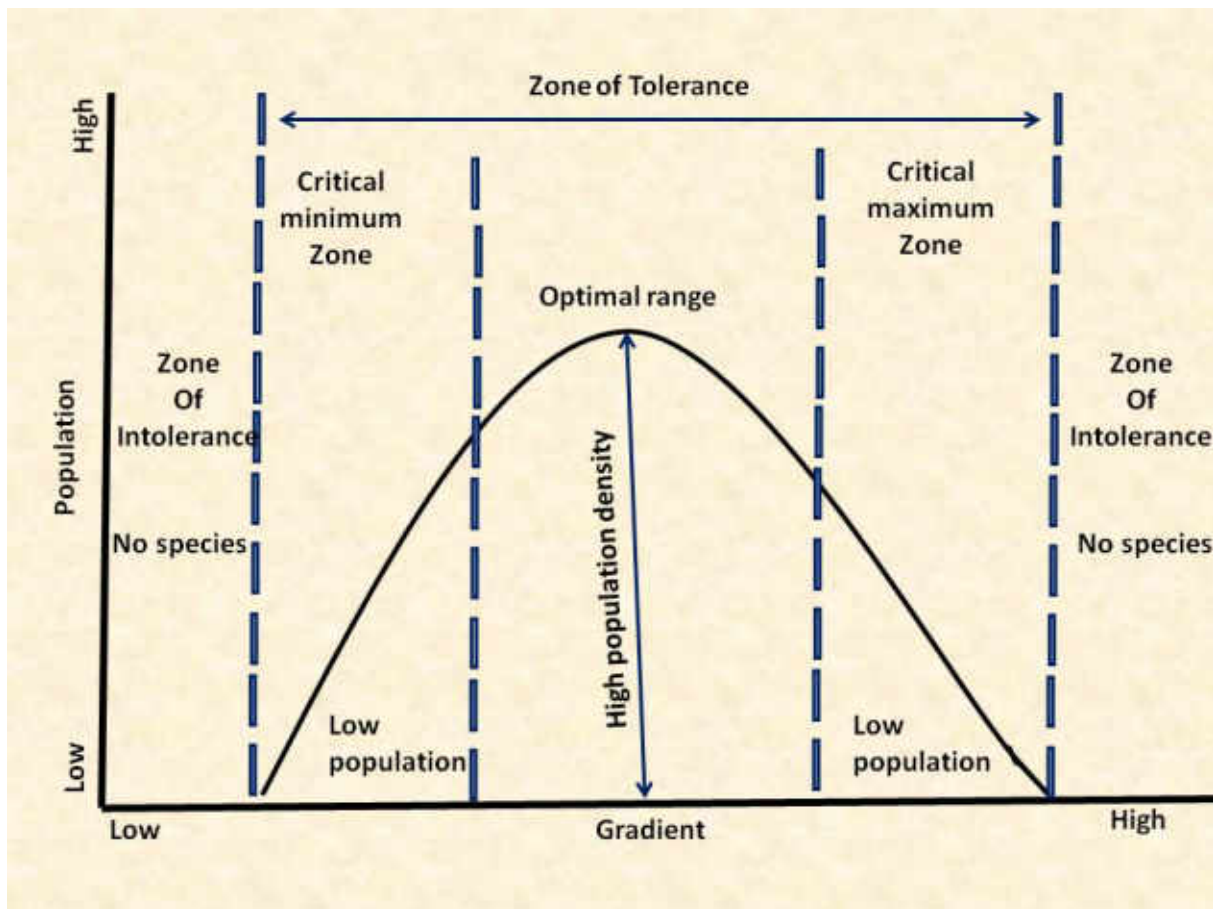 Zone of Tolerance
High
Critical
minimum
Zone
Critical
maximum
Zone
Optimal range
Zone
Of
Intolerance
Zone
Of
Intolerance
Population
High population density
No species
No species
Low
population
Low
population
Low
Low
Gradient
High